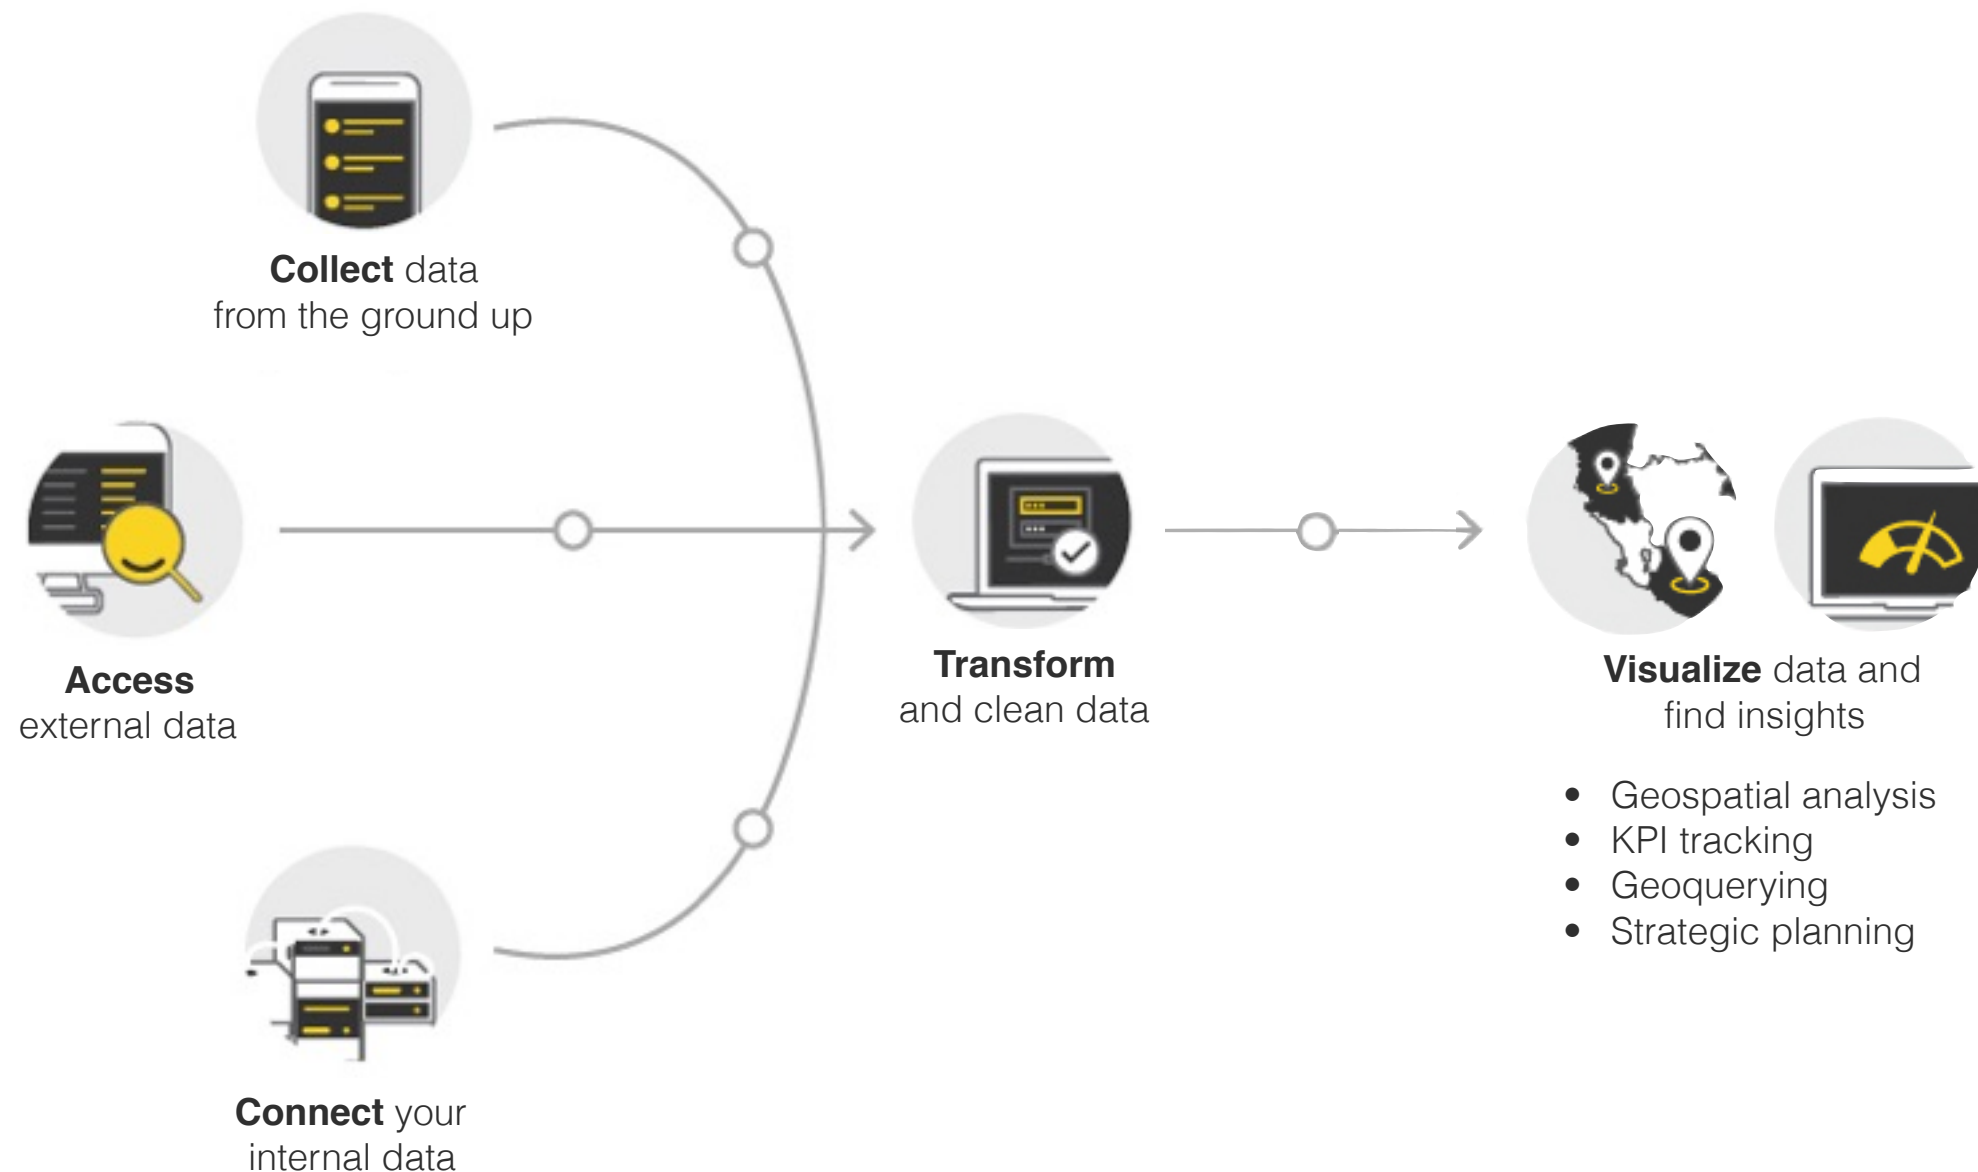 Collect data
from the ground up
Access
external data
Connect your
internal data
Transform
and clean data
Visualize data and
find insights
• Geospatial analysis
• KPI tracking
• Geoquerying
• Strategic planning